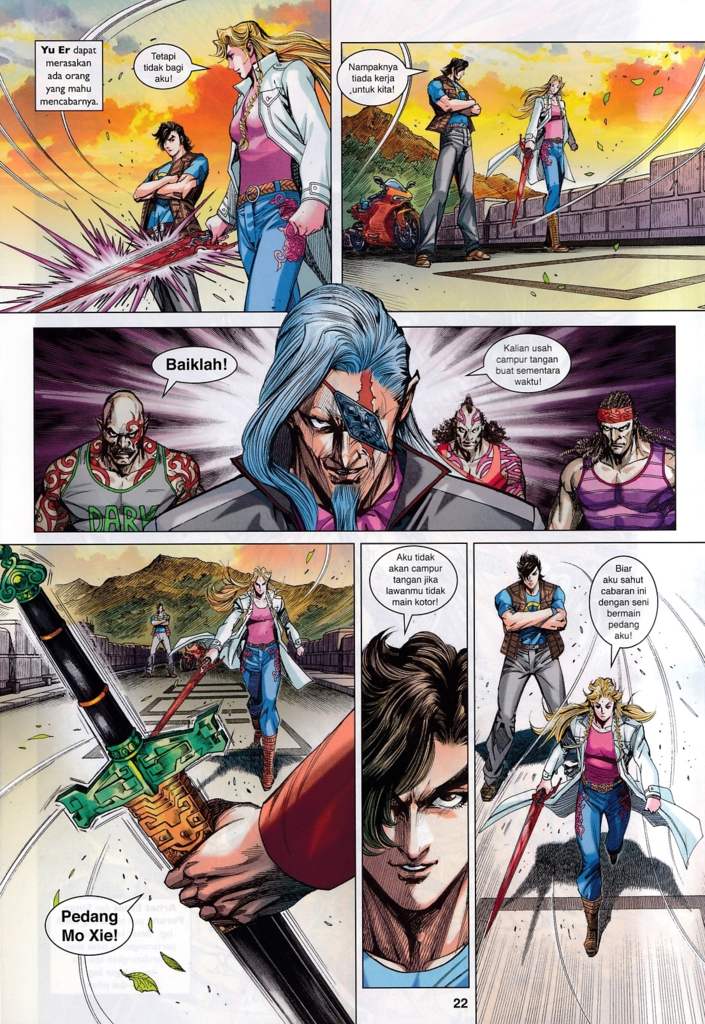 Yu Er dapat
merasakan
ada orang
yang mahu
mencabarnya.
Tetapi
tidak bagi
aku!
Nampaknya
tiada kerja
untuk kita!
Baiklah!
Kalian usah
campur tangan
buat sementara
waktu!
DARK
Pedang
Mo Xie!
Aku tidak
akan campur
tangan jika
lawanmu tidak
main kotor!
Biar
aku sahut
cabaran ini
dengan seni
bermain
pedang
aku!
22